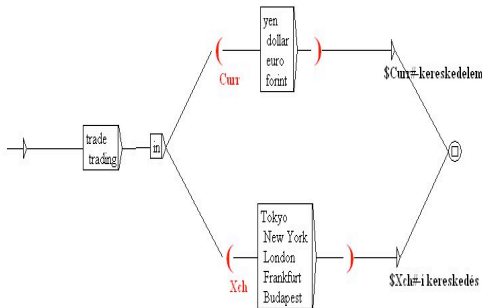 trade
trading
in
(
Curr
yen
dollar
euro
forint
)
$Curr#-kereskedelem
(
Xch
Tokyo
New York
London
Frankfurt
Budapest
)
$Xch#-i kereskedés